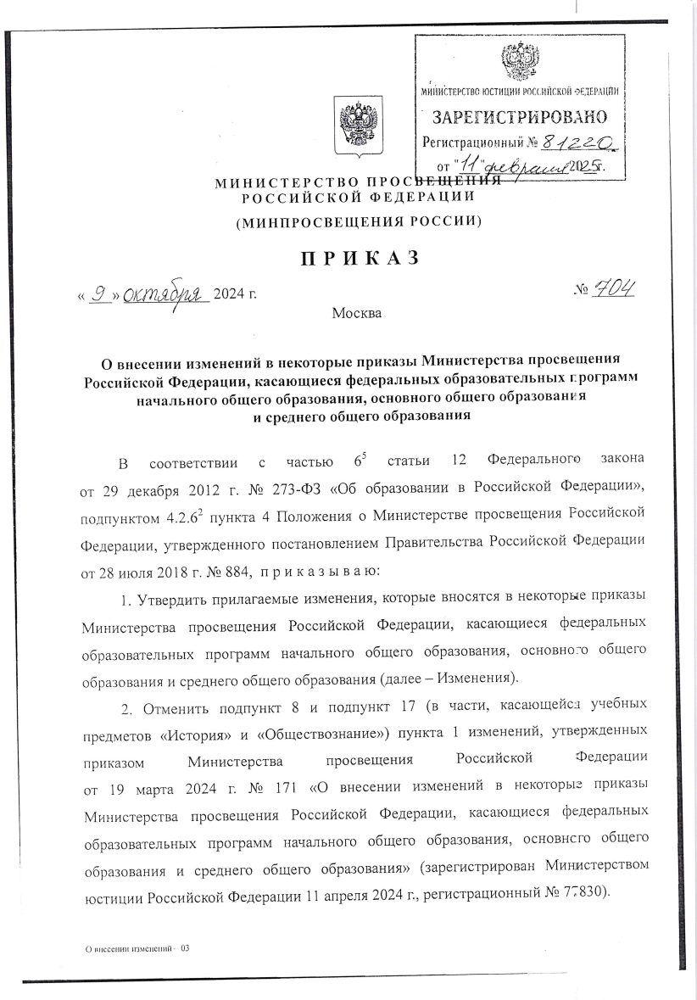 МИНИСТЕРСТВО ЮСТИЦИИ РОССИЙСКОЙ ФЕДЕРАЦИИ
ЗАРЕГИСТРИРОВАНО
Регистрационный № 81220
от "11" февраля 2025г.
МИНИСТЕРСТВО ПРОСВЕЩЕНИЯ
РОССИЙСКОЙ ФЕДЕРАЦИИ
(МИНПРОСВЕЩЕНИЯ РОССИИ)
ПРИКАЗ
« 9 » октября 2024 г.
№ 704
Москва
О внесении изменений в некоторые приказы Министерства просвещения
Российской Федерации, касающиеся федеральных образовательных программ
начального общего образования, основного общего образования
и среднего общего образования
В соответствии с частью 6⁵ статьи 12 Федерального закона
от 29 декабря 2012 г. № 273-ФЗ «Об образовании в Российской Федерации»,
подпунктом 4.2.6² пункта 4 Положения о Министерстве просвещения Российской
Федерации, утвержденного постановлением Правительства Российской Федерации
от 28 июля 2018 г. № 884, п р и к а з ы в а ю:
1. Утвердить прилагаемые изменения, которые вносятся в некоторые приказы
Министерства просвещения Российской Федерации, касающиеся федеральных
образовательных программ начального общего образования, основного общего
образования и среднего общего образования (далее – Изменения).
2. Отменить подпункт 8 и подпункт 17 (в части, касающейся учебных
предметов «История» и «Обществознание») пункта 1 изменений, утвержденных
приказом Министерства просвещения Российской Федерации
от 19 марта 2024 г. № 171 «О внесении изменений в некоторые приказы
Министерства просвещения Российской Федерации, касающиеся федеральных
образовательных программ начального общего образования, основного общего
образования и среднего общего образования» (зарегистрирован Министерством
юстиции Российской Федерации 11 апреля 2024 г., регистрационный № 77830).
О внесении изменений - 03